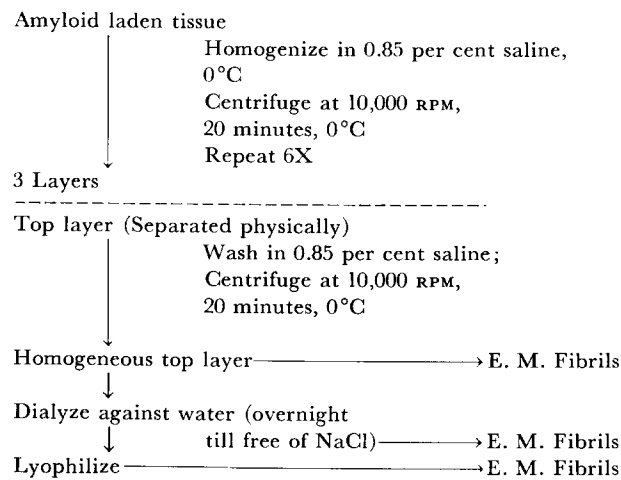 Amyloid laden tissue
Homogenize in 0.85 per cent saline,
0°C
Centrifuge at 10,000 RPM,
20 minutes, 0°C
Repeat 6X
3 Layers
Top layer (Separated physically)
Wash in 0.85 per cent saline;
Centrifuge at 10,000 RPM,
20 minutes, 0°C
Homogeneous top layer E. M. Fibrils
Dialyze against water (overnight
till free of NaCl) E. M. Fibrils
Lyophilize E. M. Fibrils